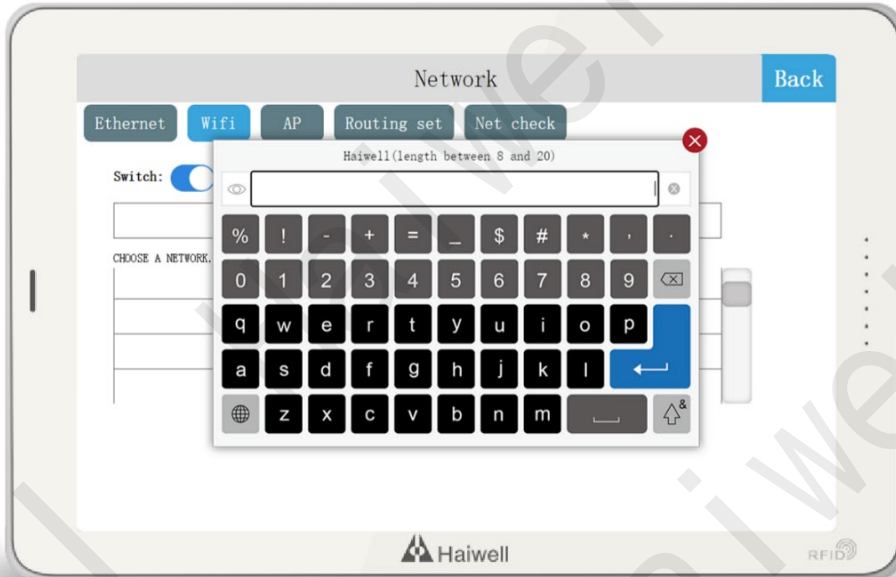 Network
Back
Ethernet
Wifi
AP
Routing set
Net check
Haiwell(length between 8 and 20)
Switch:
CHOOSE A NETWORK.
% ! - + = _ $ # * , .
0 1 2 3 4 5 6 7 8 9
q w e r t y u i o p
a s d f g h j k l
z x c v b n m
&
Haiwell
RFID